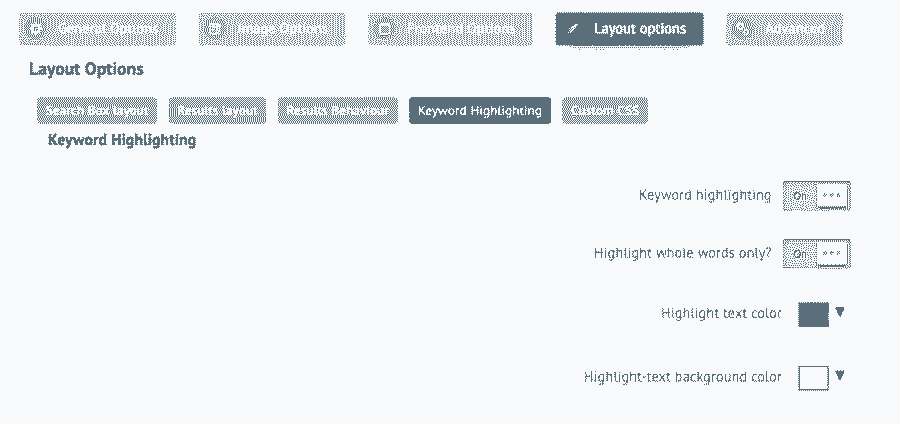 General Options Image Options Frontend Options Layout options Advanced
Layout Options
Search Box layout Results layout Results Behaviour Keyword Highlighting Custom CSS
Keyword Highlighting
Keyword highlighting On
Highlight whole words only? On
Highlight text color
Highlight-text background color